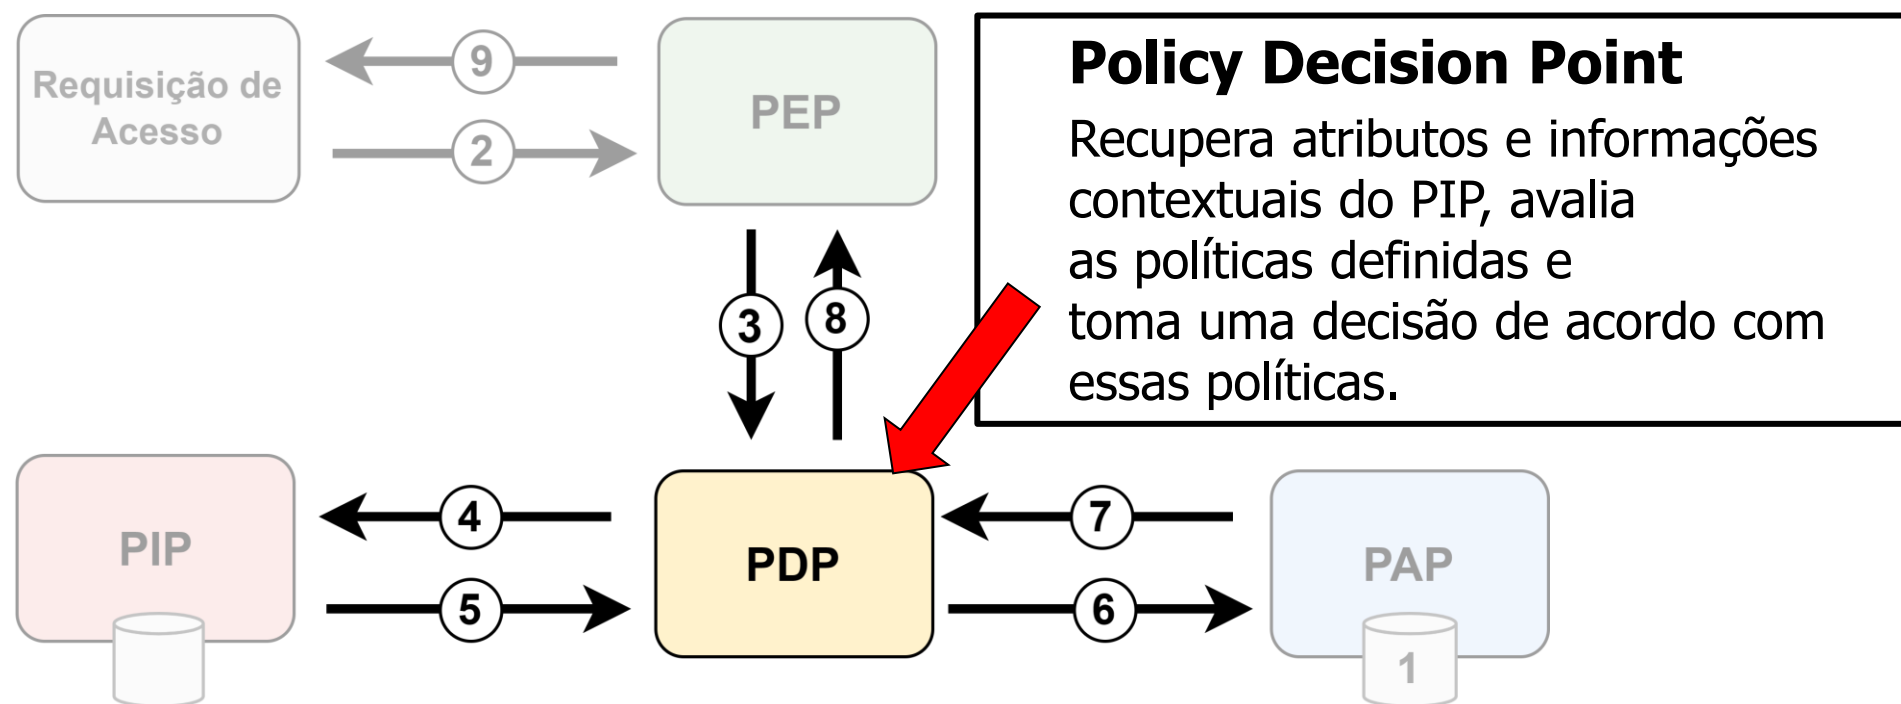 Requisição de
Acesso
9
2
PEP
Policy Decision Point
Recupera atributos e informações
contextuais do PIP, avalia
as políticas definidas e
toma uma decisão de acordo com
essas políticas.
3
8
PIP
4
5
PDP
7
6
PAP
1